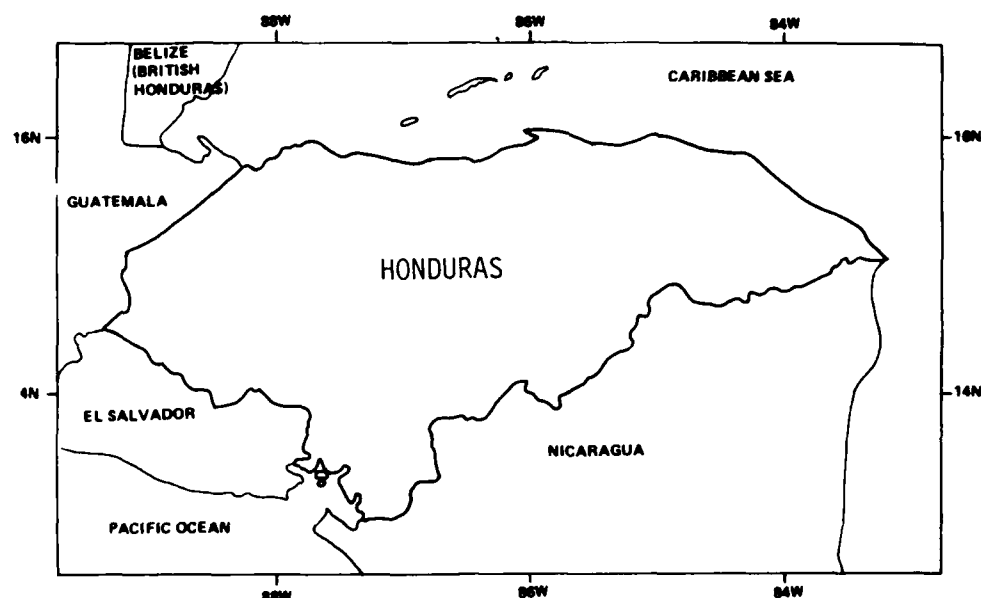 88W 86W 84W
BELIZE
(BRITISH
HONDURAS)
CARIBBEAN SEA
16N 16N
GUATEMALA
HONDURAS
4N 14N
EL SALVADOR
NICARAGUA
PACIFIC OCEAN
88W 86W 84W